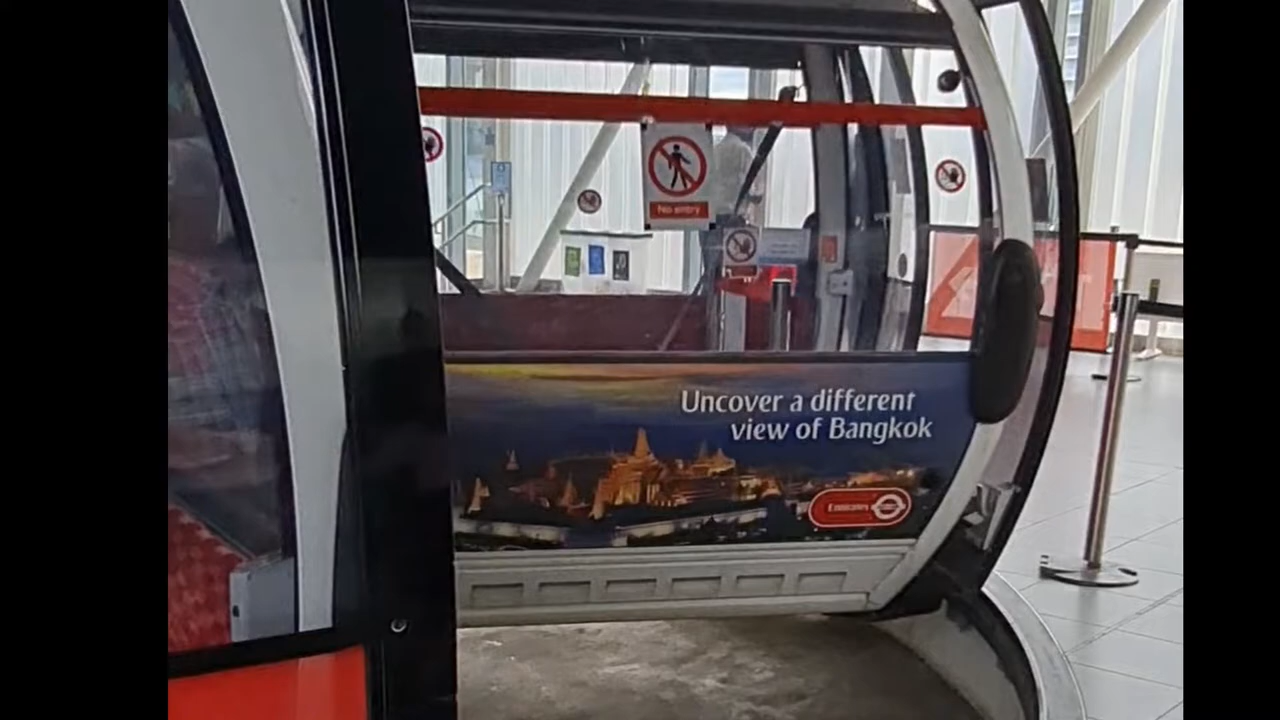 No entry
Uncover a different
view of Bangkok
Emirates